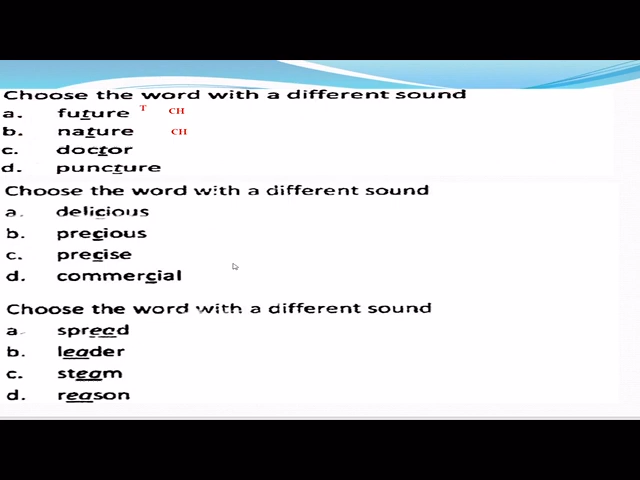 Choose the word with a different sound
a. future T CH
b. nature CH
c. doctor
d. puncture
Choose the word with a different sound
a. delicious
b. precious
c. precise
d. commercial
Choose the word with a different sound
a. spread
b. leader
c. steam
d. reason